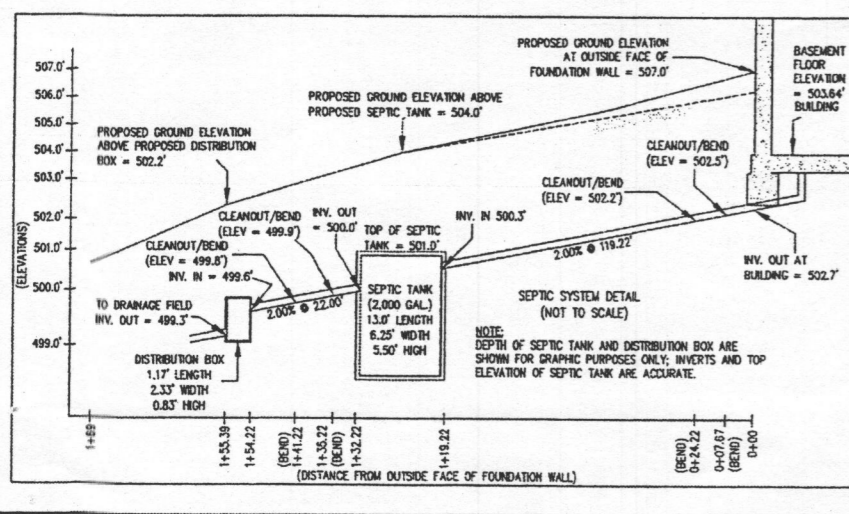 PROPOSED GROUND ELEVATION
AT OUTSIDE FACE OF
FOUNDATION WALL = 507.0'
BASEMENT
FLOOR
ELEVATION
= 503.64'
BUILDING
507.0'
506.0'
505.0'
504.0'
503.0'
502.0'
501.0'
500.0'
499.0'
(ELEVATIONS)
PROPOSED GROUND ELEVATION ABOVE
PROPOSED SEPTIC TANK = 504.0'
PROPOSED GROUND ELEVATION
ABOVE PROPOSED DISTRIBUTION
BOX = 502.2'
CLEANOUT/BEND
(ELEV = 502.5')
CLEANOUT/BEND
(ELEV = 502.2')
CLEANOUT/BEND
(ELEV = 499.9')
INV. OUT
= 500.0'
TOP OF SEPTIC
TANK = 501.0'
INV. IN 500.3'
CLEANOUT/BEND
(ELEV = 499.8')
INV. IN = 499.6'
2.00% @ 119.22'
INV. OUT AT
BUILDING = 502.7'
TO DRAINAGE FIELD
INV. OUT = 499.3'
2.00% @ 22.00'
SEPTIC TANK
(2,000 GAL.)
13.0' LENGTH
6.25' WIDTH
5.50' HIGH
SEPTIC SYSTEM DETAIL
(NOT TO SCALE)
NOTE:
DEPTH OF SEPTIC TANK AND DISTRIBUTION BOX ARE
SHOWN FOR GRAPHIC PURPOSES ONLY; INVERTS AND TOP
ELEVATION OF SEPTIC TANK ARE ACCURATE.
DISTRIBUTION BOX
1.17' LENGTH
2.33' WIDTH
0.83' HIGH
1+89
1+55.39
1+54.22
(BEND)
1+41.22
1+35.22
(BEND)
1+32.22
1+19.22
(BEND)
0+24.22
0+07.67
(BEND)
0+00
(DISTANCE FROM OUTSIDE FACE OF FOUNDATION WALL)